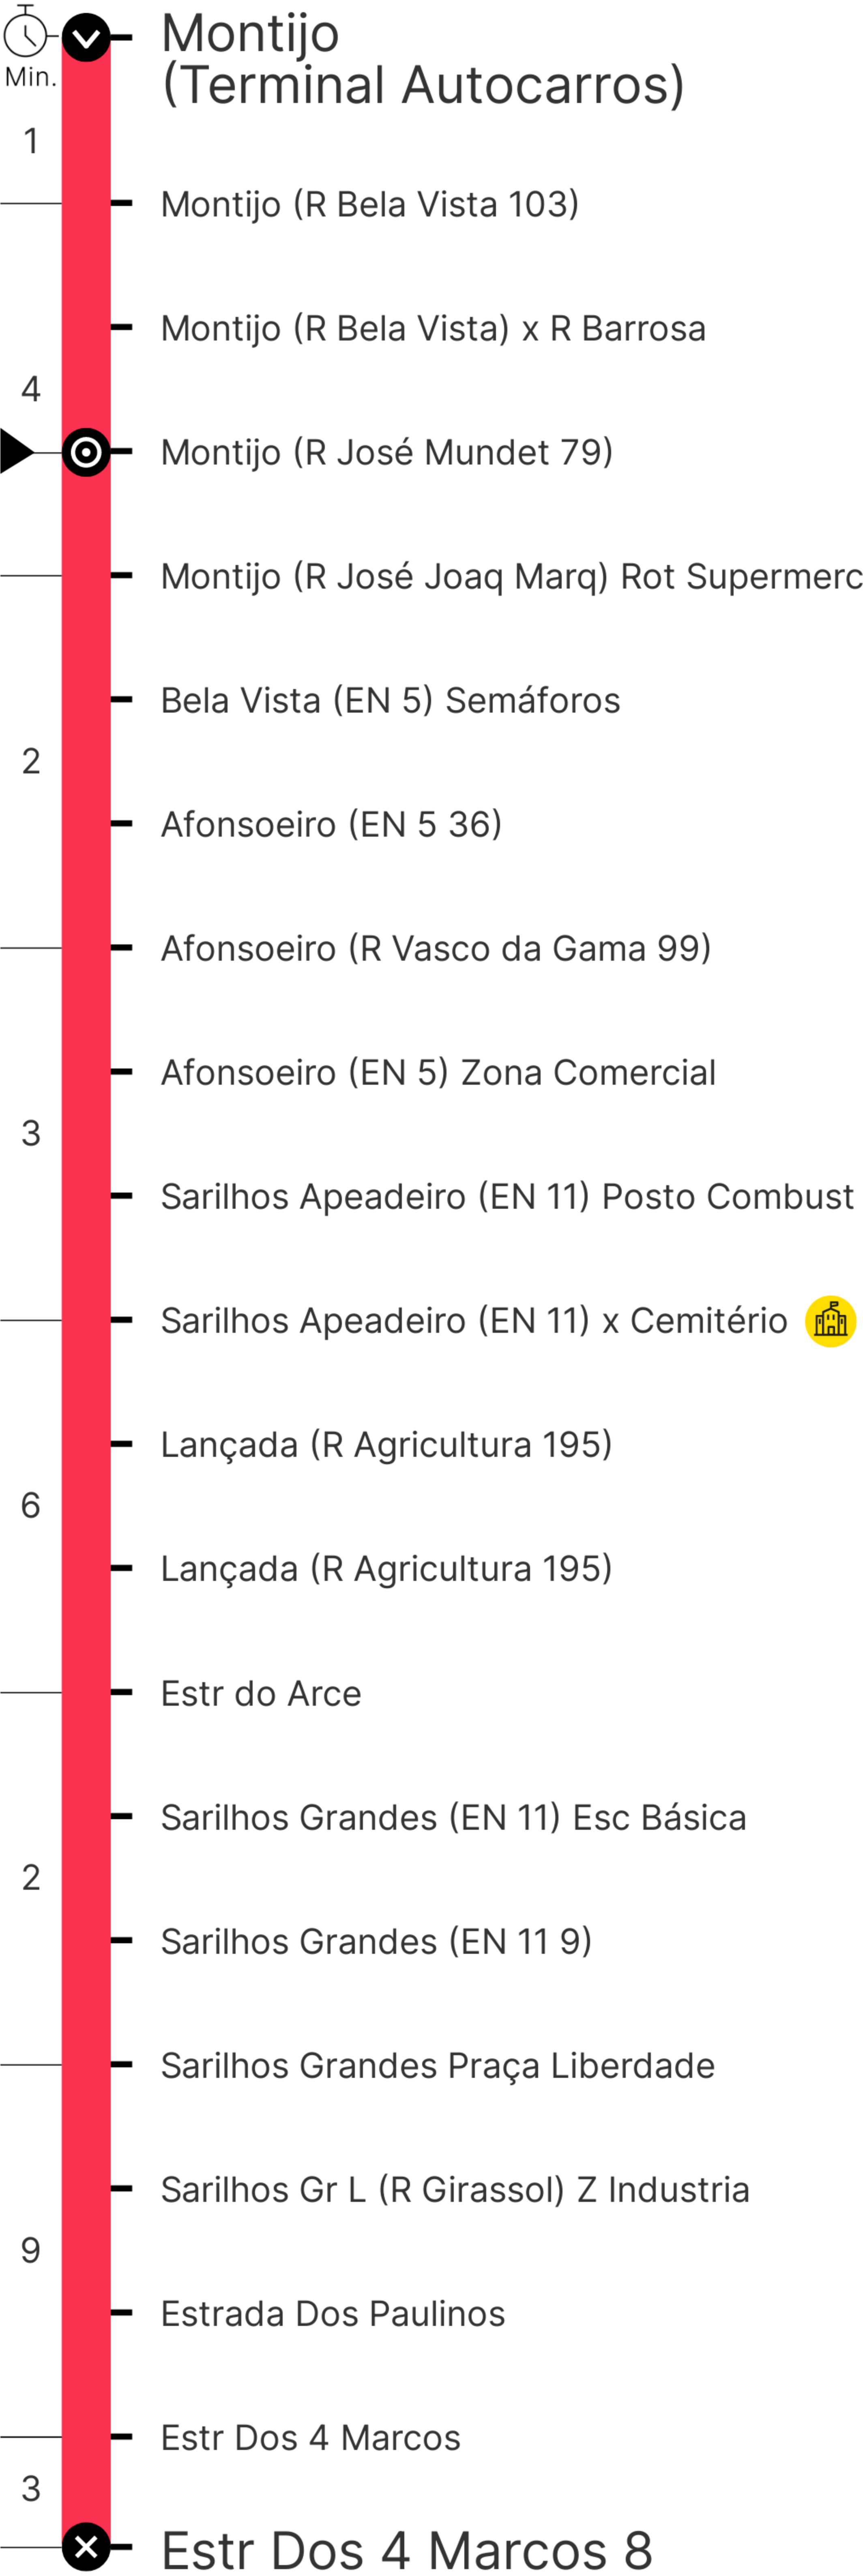 Montijo
(Terminal Autocarros)
Min.
1
Montijo (R Bela Vista 103)
Montijo (R Bela Vista) x R Barrosa
4
Montijo (R José Mundet 79)
Montijo (R José Joaq Marq) Rot Supermerc
Bela Vista (EN 5) Semáforos
2
Afonsoeiro (EN 5 36)
Afonsoeiro (R Vasco da Gama 99)
Afonsoeiro (EN 5) Zona Comercial
3
Sarilhos Apeadeiro (EN 11) Posto Combust
Sarilhos Apeadeiro (EN 11) x Cemitério
Lançada (R Agricultura 195)
6
Lançada (R Agricultura 195)
Estr do Arce
Sarilhos Grandes (EN 11) Esc Básica
2
Sarilhos Grandes (EN 11 9)
Sarilhos Grandes Praça Liberdade
Sarilhos Gr L (R Girassol) Z Industria
9
Estrada Dos Paulinos
Estr Dos 4 Marcos
3
Estr Dos 4 Marcos 8